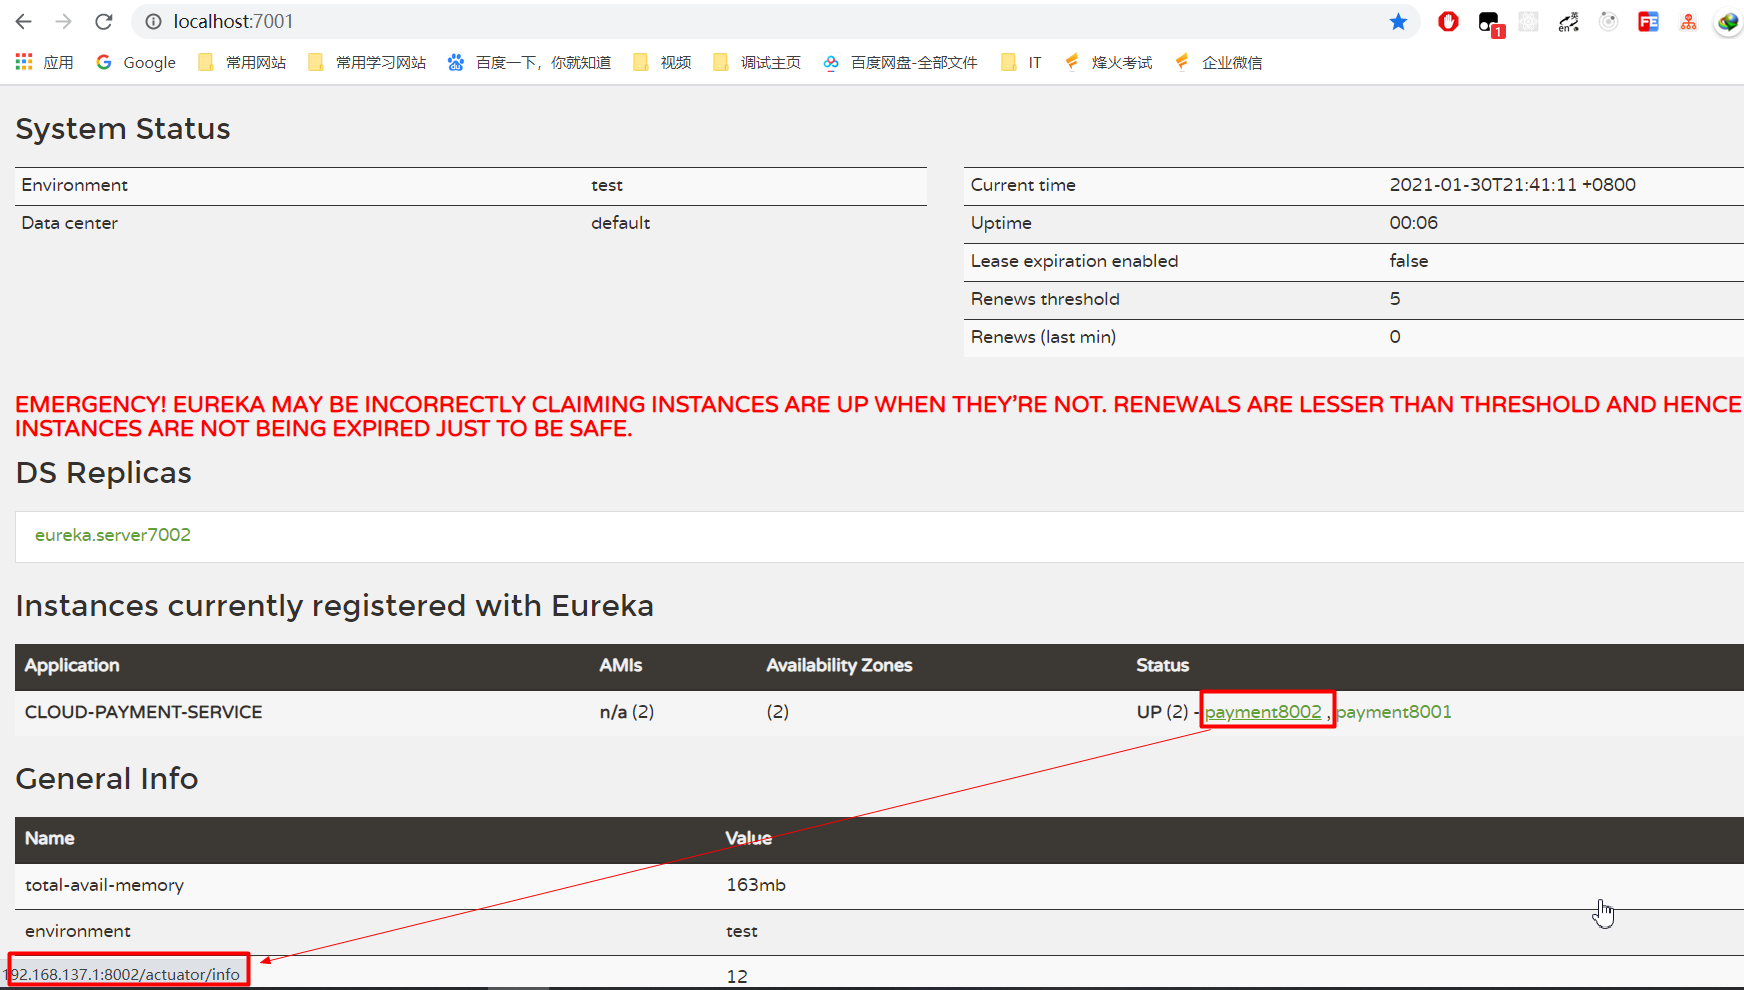 localhost:7001
1
en 英
FE
应用 Google 常用网站 常用学习网站 百度一下，你就知道 视频 调试主页 百度网盘-全部文件 IT 烽火考试 企业微信
System Status
Environment test
Data center default
Current time 2021-01-30T21:41:11 +0800
Uptime 00:06
Lease expiration enabled false
Renews threshold 5
Renews (last min) 0
EMERGENCY! EUREKA MAY BE INCORRECTLY CLAIMING INSTANCES ARE UP WHEN THEY'RE NOT. RENEWALS ARE LESSER THAN THRESHOLD AND HENCE
INSTANCES ARE NOT BEING EXPIRED JUST TO BE SAFE.
DS Replicas
eureka.server7002
Instances currently registered with Eureka
Application AMIs Availability Zones Status
CLOUD-PAYMENT-SERVICE n/a (2) (2) UP (2) - payment8002 , payment8001
General Info
Name Value
total-avail-memory 163mb
environment test
192.168.137.1:8002/actuator/info 12